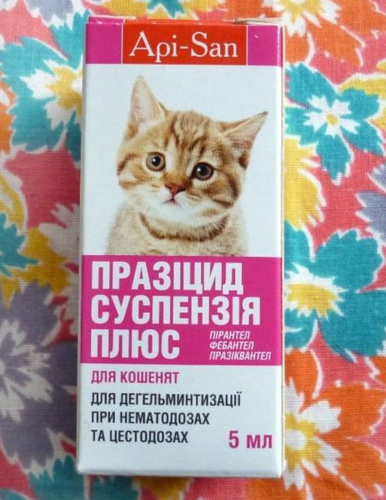 Api-San
ПРАЗІЦИД
СУСПЕНЗІЯ
ПЛЮС
ПІРАНТЕЛ
ФЕБАНТЕЛ
ПРАЗІКВАНТЕЛ
ДЛЯ КОШЕНЯТ
ДЛЯ ДЕГЕЛЬМИНТИЗАЦІЇ
ПРИ НЕМАТОДОЗАХ
ТА ЦЕСТОДОЗАХ
5 мл